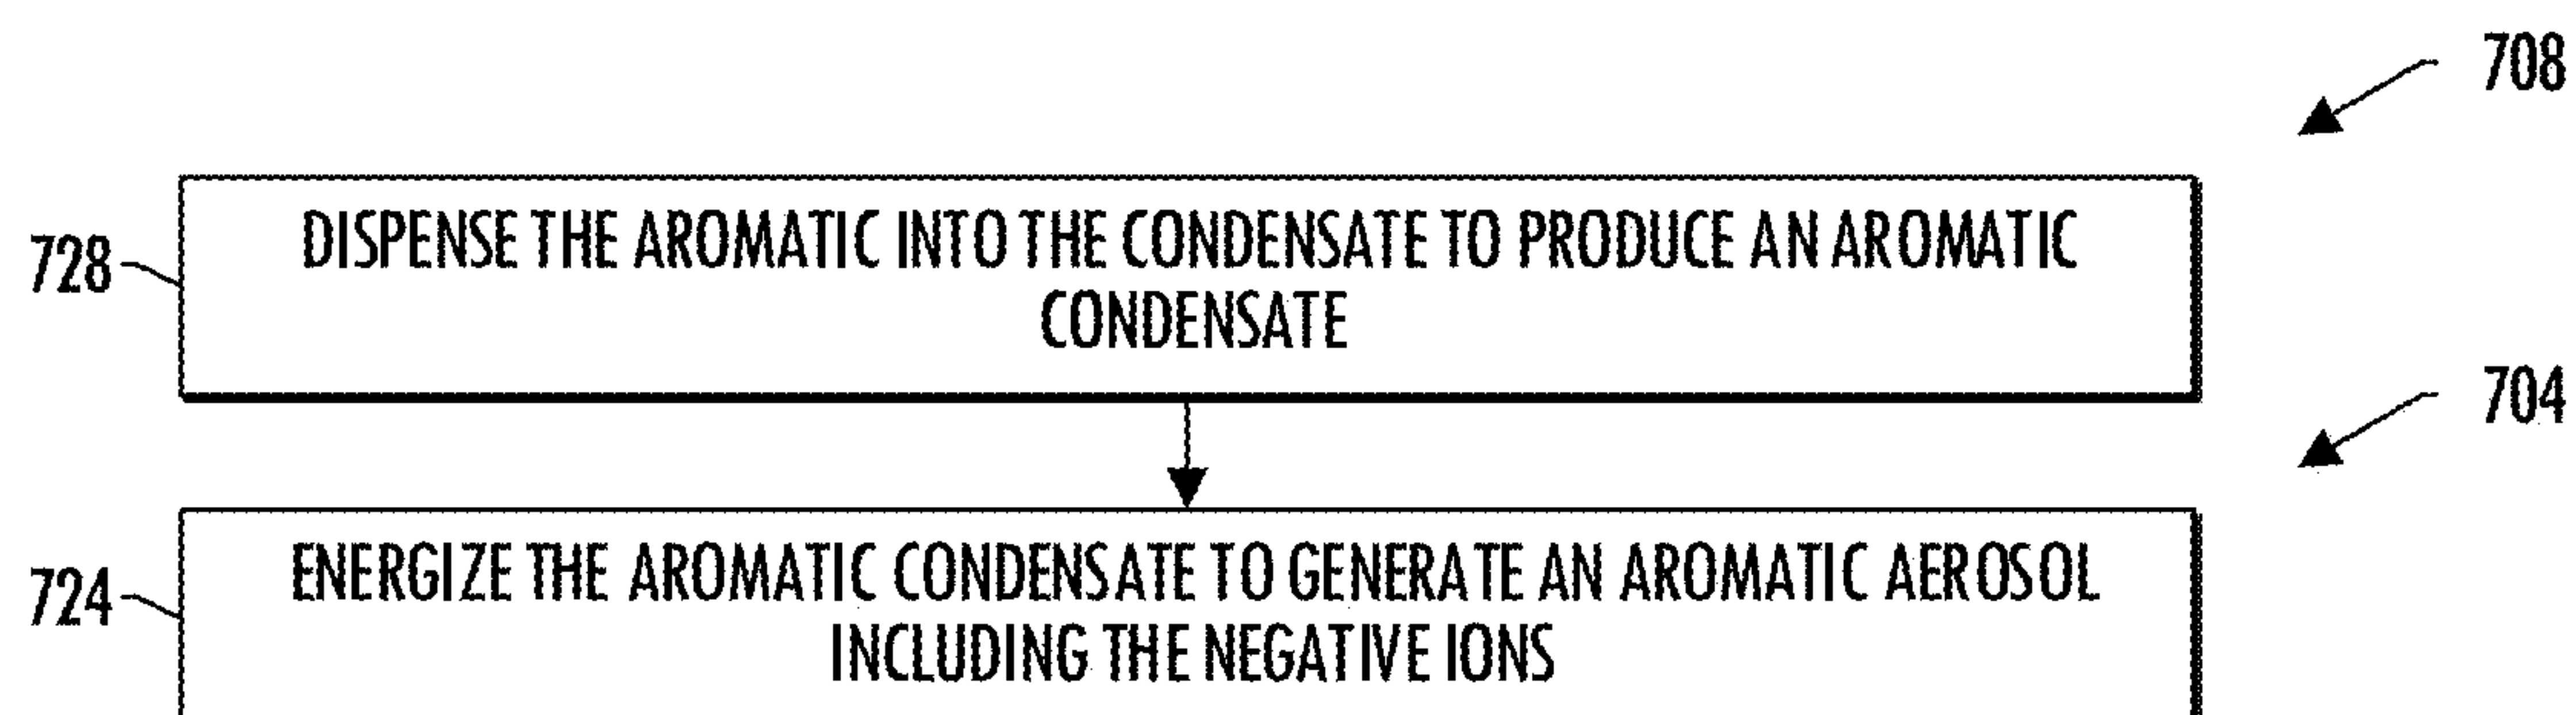 708
728
DISPENSE THE AROMATIC INTO THE CONDENSATE TO PRODUCE AN AROMATIC
CONDENSATE
704
724
ENERGIZE THE AROMATIC CONDENSATE TO GENERATE AN AROMATIC AEROSOL
INCLUDING THE NEGATIVE IONS